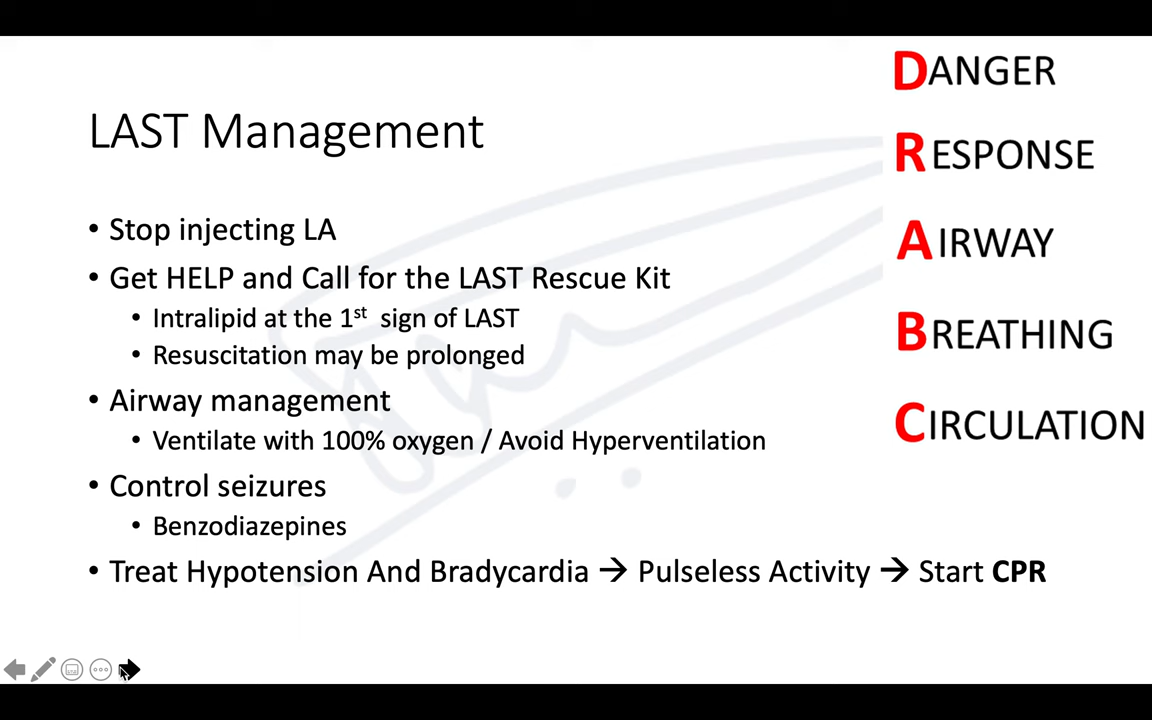 LAST Management
• Stop injecting LA
• Get HELP and Call for the LAST Rescue Kit
• Intralipid at the 1st sign of LAST
• Resuscitation may be prolonged
• Airway management
• Ventilate with 100% oxygen / Avoid Hyperventilation
• Control seizures
• Benzodiazepines
• Treat Hypotension And Bradycardia → Pulseless Activity → Start CPR
DANGER
RESPONSE
AIRWAY
BREATHING
CIRCULATION